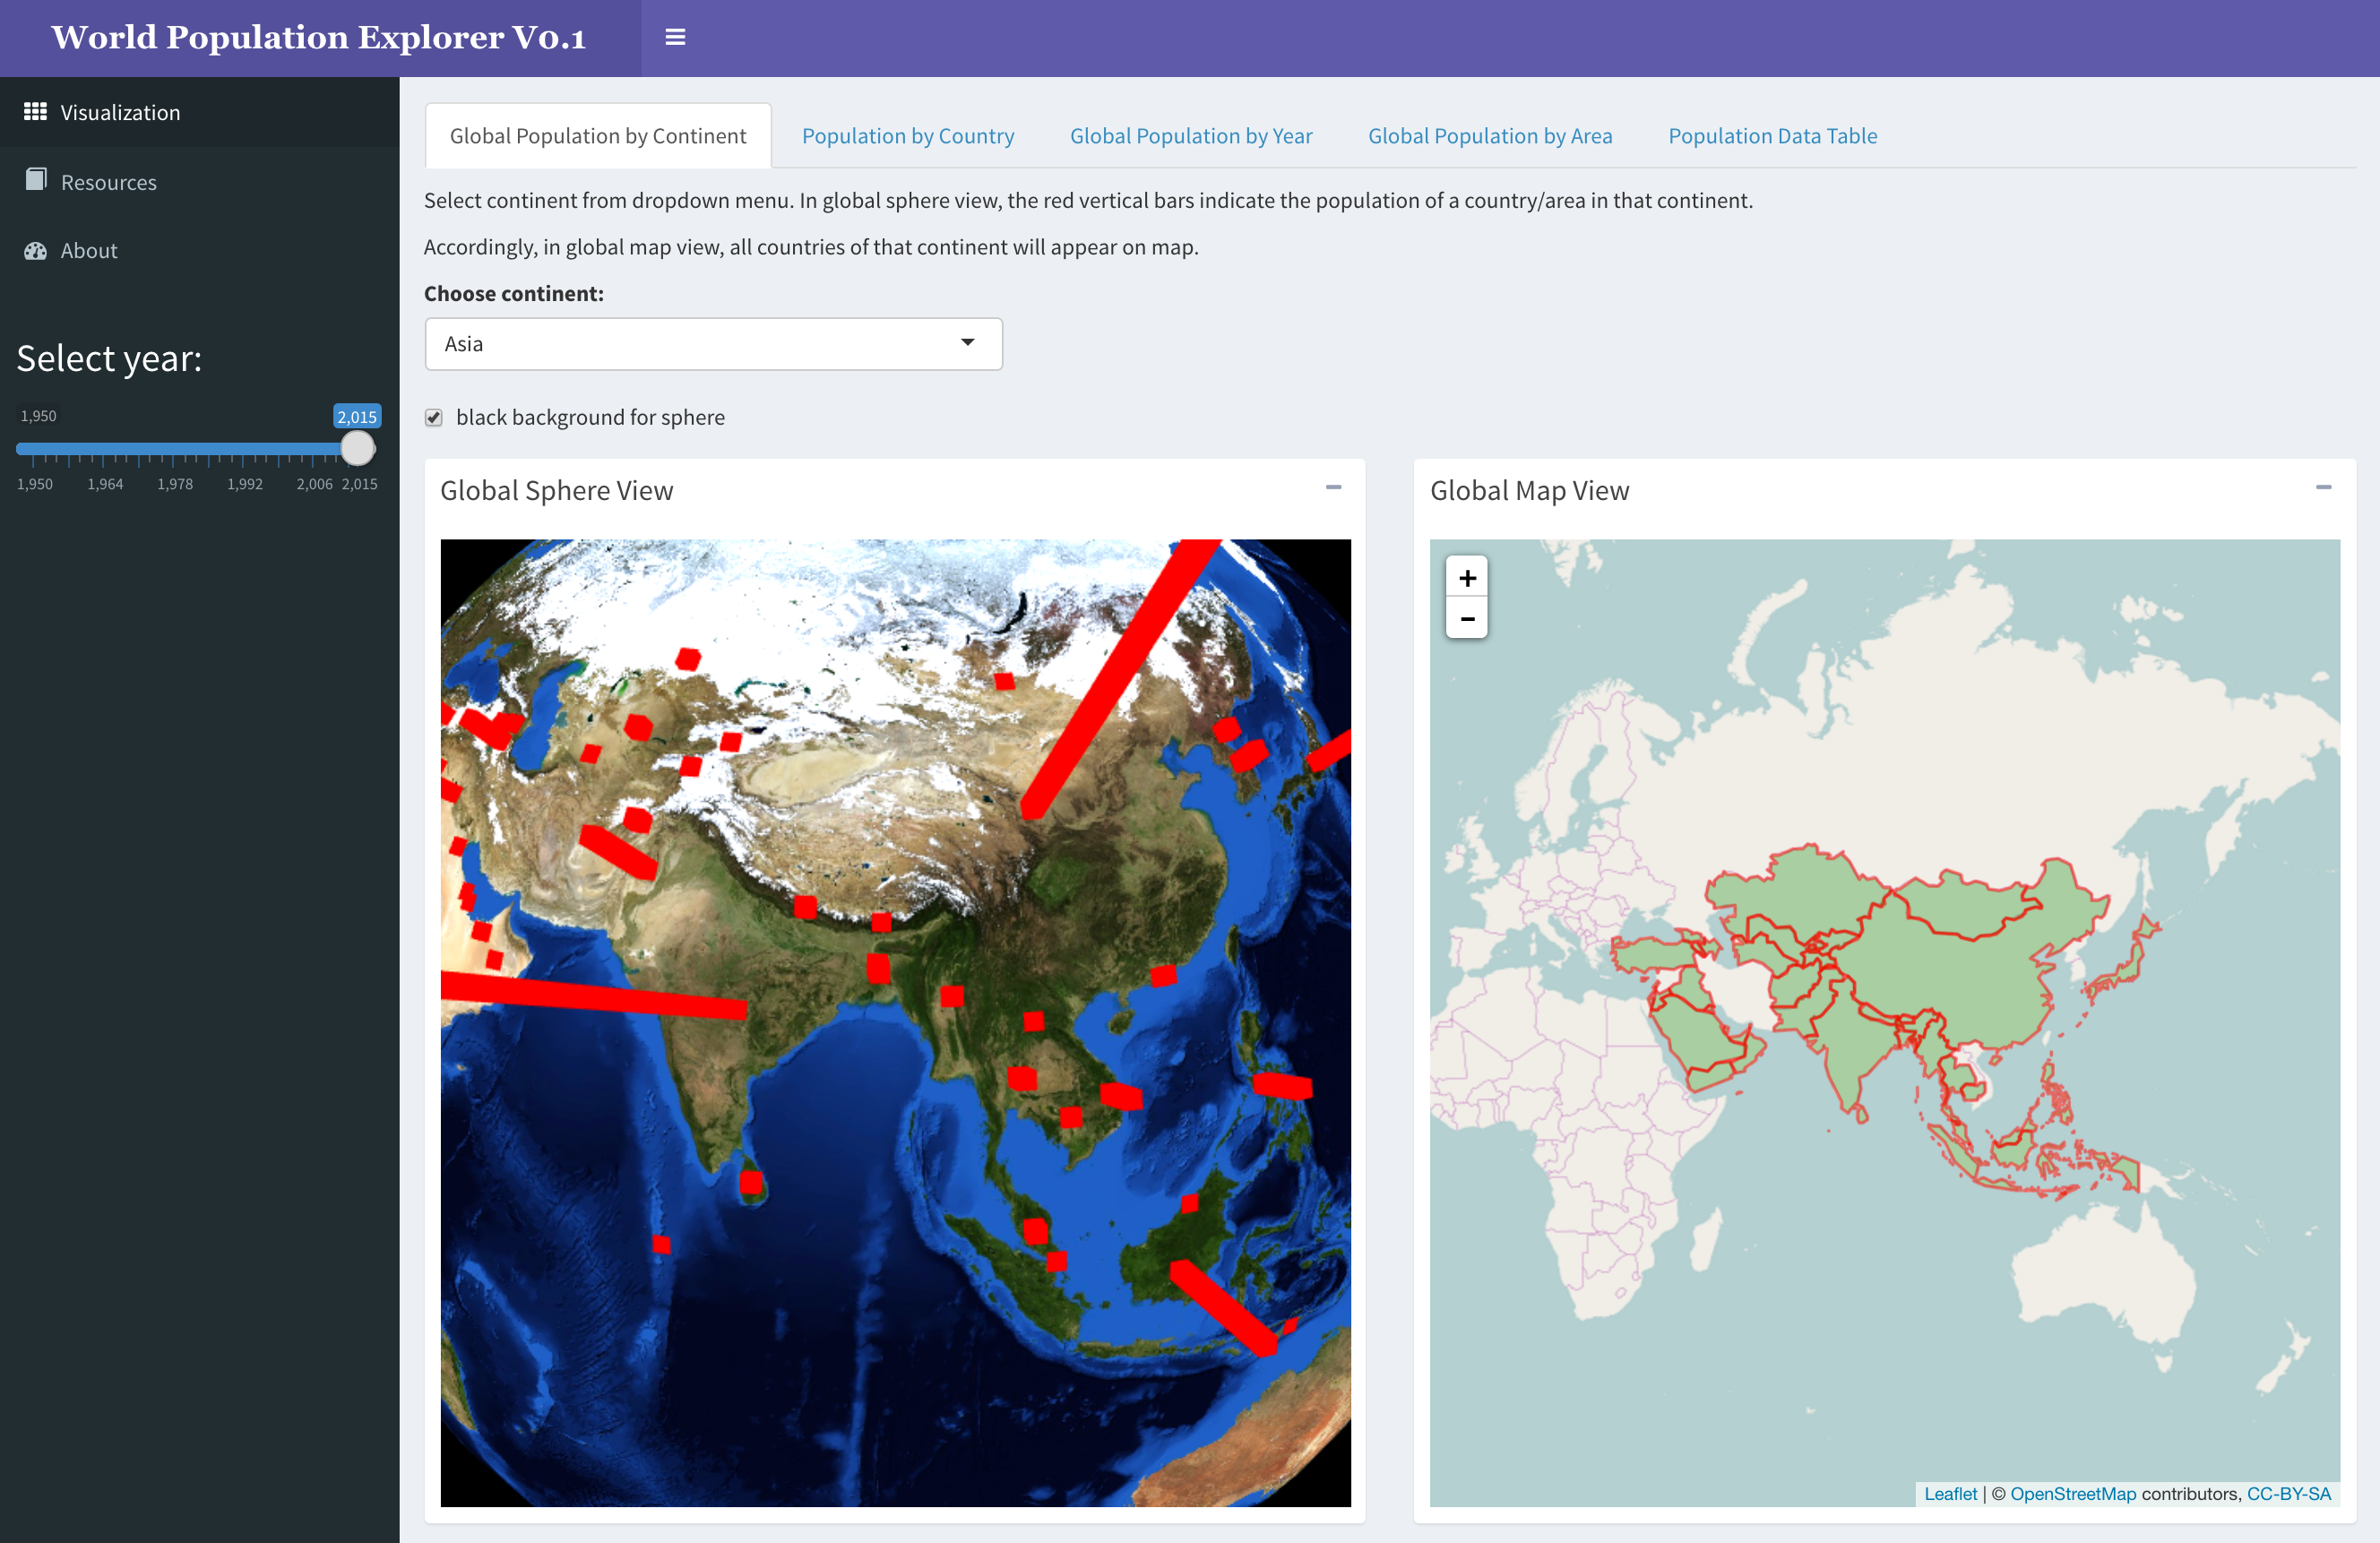 World Population Explorer V0.1
Visualization
Resources
About
Select year:
1,950
2,015
1,950 1,964 1,978 1,992 2,006 2,015
Global Population by Continent Population by Country Global Population by Year Global Population by Area Population Data Table
Select continent from dropdown menu. In global sphere view, the red vertical bars indicate the population of a country/area in that continent.
Accordingly, in global map view, all countries of that continent will appear on map.
Choose continent:
Asia
black background for sphere
Global Sphere View
Global Map View
+
-
Leaflet | © OpenStreetMap contributors, CC-BY-SA